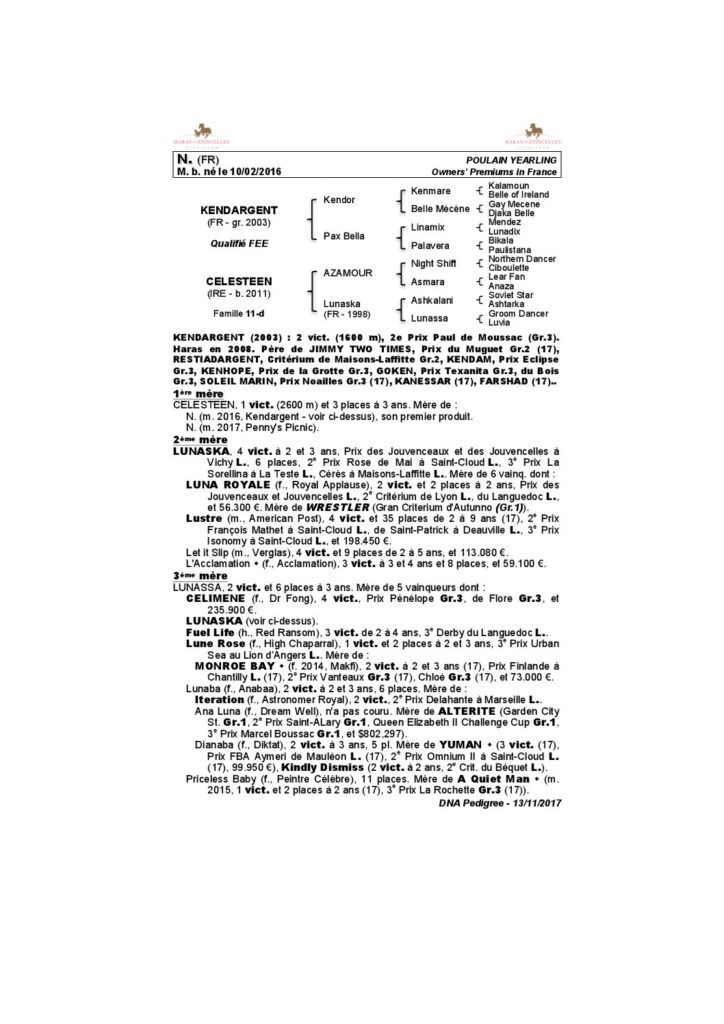 HARAS DES ÉTINCELLES
HARAS DES ÉTINCELLES
N. (FR)
POULAIN YEARLING
M. b. né le 10/02/2016
Owners' Premiums in France
KENDARGENT
(FR - gr. 2003)
Qualifié FEE
CELESTEEN
(IRE - b. 2011)
Famille 11-d
Kendor
Pax Bella
AZAMOUR
Lunaska
(FR - 1998)
Kenmare
Belle Mécène
Linamix
Palavera
Night Shift
Asmara
Ashkalani
Lunassa
Kalamoun
Belle of Ireland
Gay Mecene
Djaka Belle
Mendez
Lunadix
Bikala
Paulistana
Northern Dancer
Ciboulette
Lear Fan
Anaza
Soviet Star
Ashtarka
Groom Dancer
Luvia
KENDARGENT (2003) : 2 vict. (1600 m), 2e Prix Paul de Moussac (Gr.3).
Haras en 2008. Père de JIMMY TWO TIMES, Prix du Muguet Gr.2 (17),
RESTIADARGENT, Critérium de Maisons-Laffitte Gr.2, KENDAM, Prix Eclipse
Gr.3, KENHOPE, Prix de la Grotte Gr.3, GOKEN, Prix Texanita Gr.3, du Bois
Gr.3, SOLEIL MARIN, Prix Noailles Gr.3 (17), KANESSAR (17), FARSHAD (17)..
1ère mère
CELESTEEN, 1 vict. (2600 m) et 3 places à 3 ans. Mère de :
N. (m. 2016, Kendargent - voir ci-dessus), son premier produit.
N. (m. 2017, Penny's Picnic).
2ème mère
LUNASKA, 4 vict. à 2 et 3 ans, Prix des Jouvenceaux et des Jouvencelles à
Vichy L., 6 places, 2e Prix Rose de Mai à Saint-Cloud L., 3e Prix La
Sorellina à La Teste L., Cérès à Maisons-Laffitte L.. Mère de 6 vainq. dont :
LUNA ROYALE (f., Royal Applause), 2 vict. et 2 places à 2 ans, Prix des
Jouvenceaux et Jouvencelles L., 2e Critérium de Lyon L., du Languedoc L.,
et 56.300 €. Mère de WRESTLER (Gran Criterium d'Autunno (Gr.1)).
Lustre (m., American Post), 4 vict. et 35 places de 2 à 9 ans (17), 2e Prix
François Mathet à Saint-Cloud L., de Saint-Patrick à Deauville L., 3e Prix
Isonomy à Saint-Cloud L., et 198.450 €.
Let it Slip (m., Verglas), 4 vict. et 9 places de 2 à 5 ans, et 113.080 €.
L'Acclamation ♦ (f., Acclamation), 3 vict. à 3 et 4 ans et 8 places, et 59.100 €.
3ème mère
LUNASSA, 2 vict. et 6 places à 3 ans. Mère de 5 vainqueurs dont :
CELIMENE (f., Dr Fong), 4 vict., Prix Pénélope Gr.3, de Flore Gr.3, et
235.900 €.
LUNASKA (voir ci-dessus).
Fuel Life (h., Red Ransom), 3 vict. de 2 à 4 ans, 3e Derby du Languedoc L..
Lune Rose (f., High Chaparral), 1 vict. et 2 places à 2 et 3 ans, 3e Prix Urban
Sea au Lion d'Angers L.. Mère de :
MONROE BAY ♦ (f. 2014, Makfi), 2 vict. à 2 et 3 ans (17), Prix Finlande à
Chantilly L. (17), 2e Prix Vanteaux Gr.3 (17), Chloé Gr.3 (17), et 73.000 €.
Lunaba (f., Anabaa), 2 vict. à 2 et 3 ans, 6 places. Mère de :
Iteration (f., Astronomer Royal), 2 vict., 2e Prix Delahante à Marseille L..
Ana Luna (f., Dream Well), n'a pas couru. Mère de ALTERITE (Garden City
St. Gr.1, 2e Prix Saint-ALary Gr.1, Queen Elizabeth II Challenge Cup Gr.1,
3e Prix Marcel Boussac Gr.1, et $802,297).
Dianaba (f., Diktat), 2 vict. à 3 ans, 5 pl. Mère de YUMAN ♦ (3 vict. (17),
Prix FBA Aymeri de Mauléon L. (17), 2e Prix Omnium II à Saint-Cloud L.
(17), 99.950 €), Kindly Dismiss (2 vict. à 2 ans, 2e Crit. du Béquet L.).
Priceless Baby (f., Peintre Célèbre), 11 places. Mère de A Quiet Man ♦ (m.
2015, 1 vict. et 2 places à 2 ans (17), 3e Prix La Rochette Gr.3 (17)).
DNA Pedigree - 13/11/2017